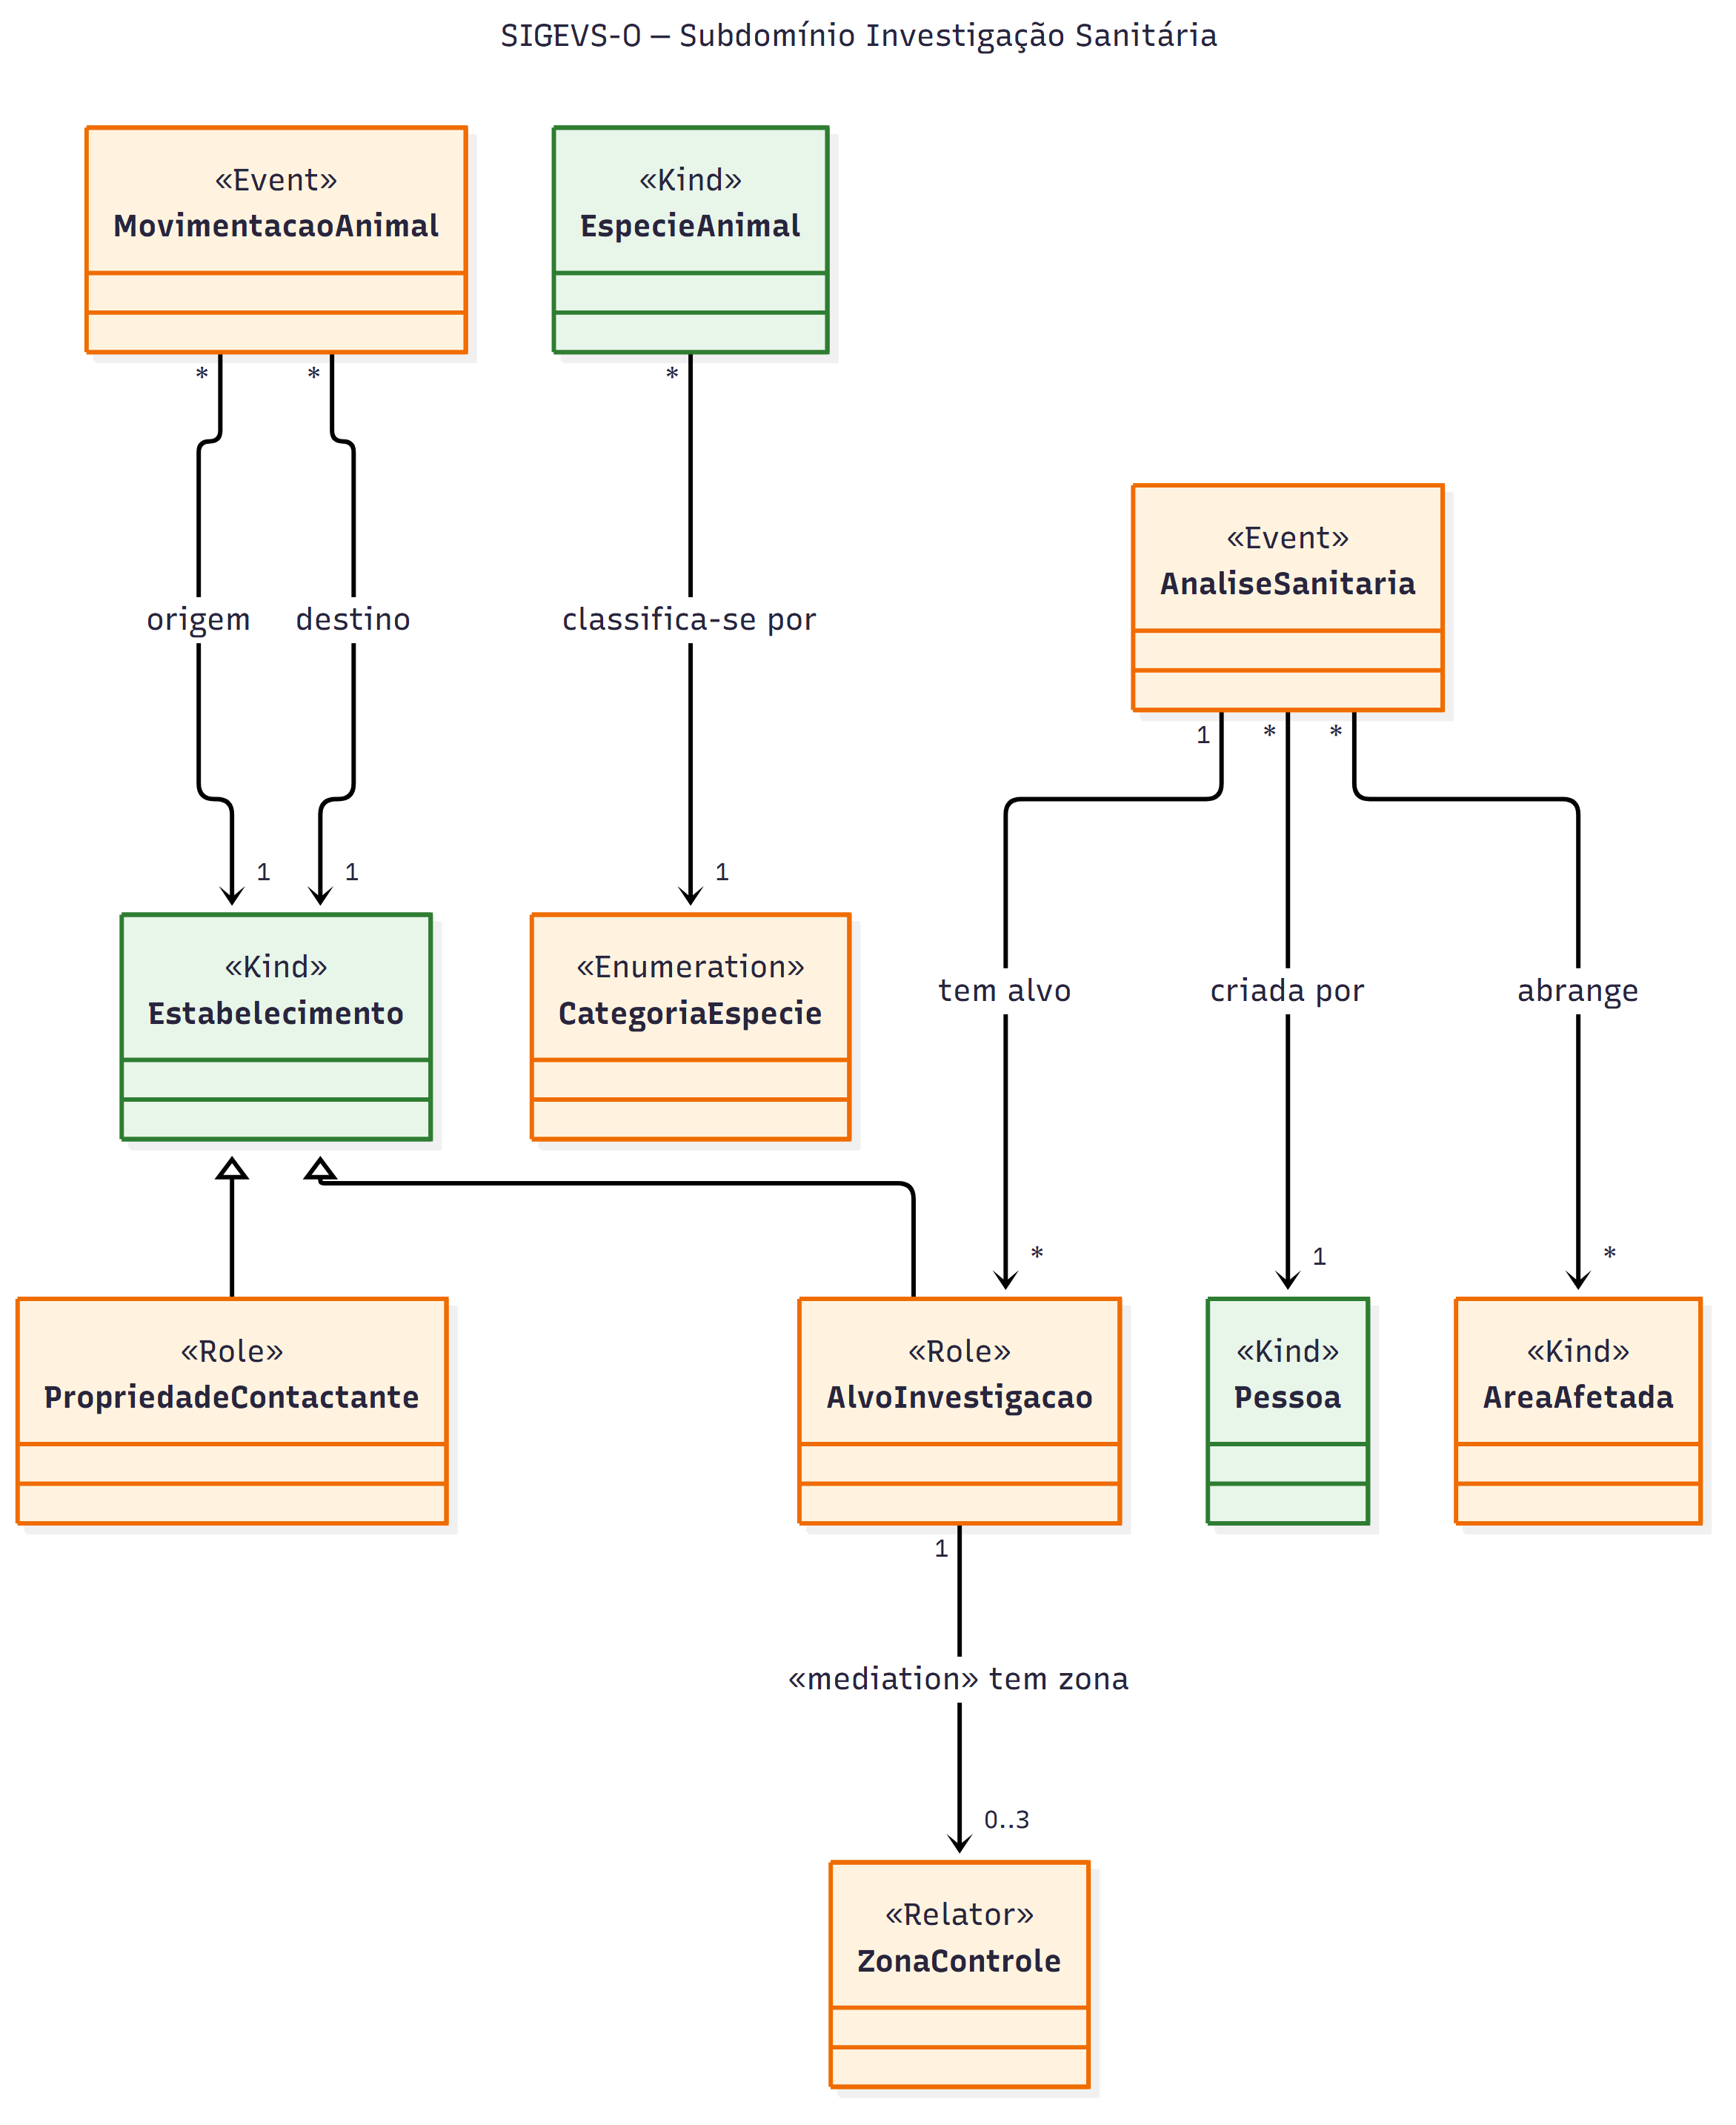 SIGEVS-O — Subdomínio Investigação Sanitária
«Event»
MovimentacaoAnimal
«Kind»
EspecieAnimal
*
*
*
«Event»
AnaliseSanitaria
origem
destino
classifica-se por
1
*
*
1
1
1
«Kind»
Estabelecimento
«Enumeration»
CategoriaEspecie
tem alvo
criada por
abrange
*
1
*
«Role»
PropriedadeContactante
«Role»
AlvoInvestigacao
«Kind»
Pessoa
«Kind»
AreaAfetada
1
«mediation» tem zona
0..3
«Relator»
ZonaControle